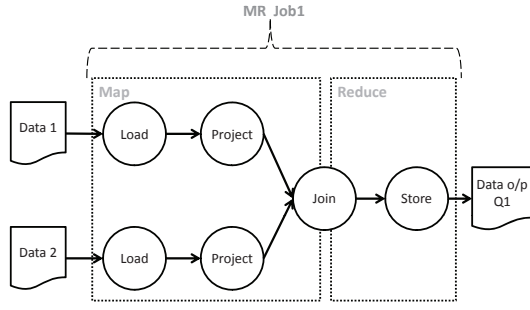 MR Job1
Map
Reduce
Data 1
Load
Project
Join
Store
Data o/p
Q1
Data 2
Load
Project